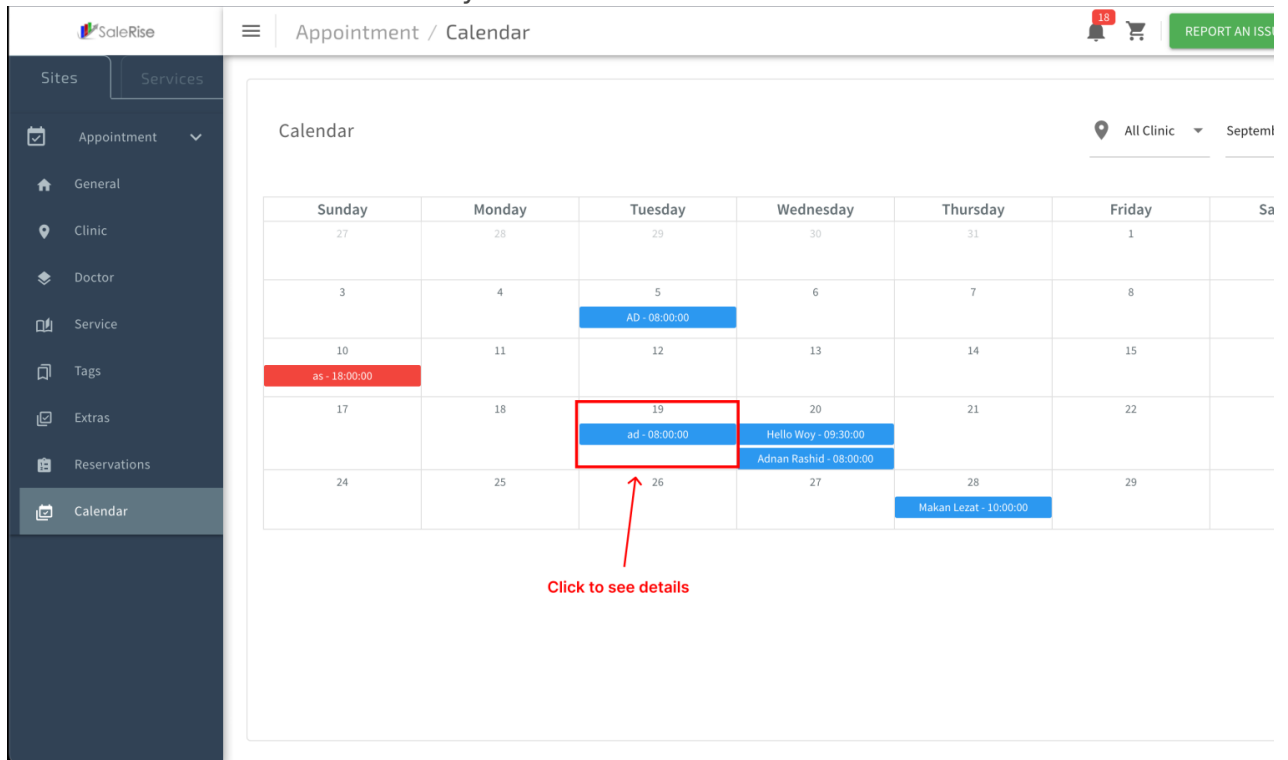 SaleRise
Appointment / Calendar
18
REPORT AN ISSU
Sites
Services
Appointment
General
Clinic
Doctor
Service
Tags
Extras
Reservations
Calendar
Calendar
All Clinic
Septemb
Sunday Monday Tuesday Wednesday Thursday Friday Sa
27 28 29 30 31 1
3 4 5 6 7 8
AD - 08:00:00
10 11 12 13 14 15
as - 18:00:00
17 18 19 20 21 22
ad - 08:00:00 Hello Woy - 09:30:00
Adnan Rashid - 08:00:00
24 25 26 27 28 29
Makan Lezat - 10:00:00
Click to see details